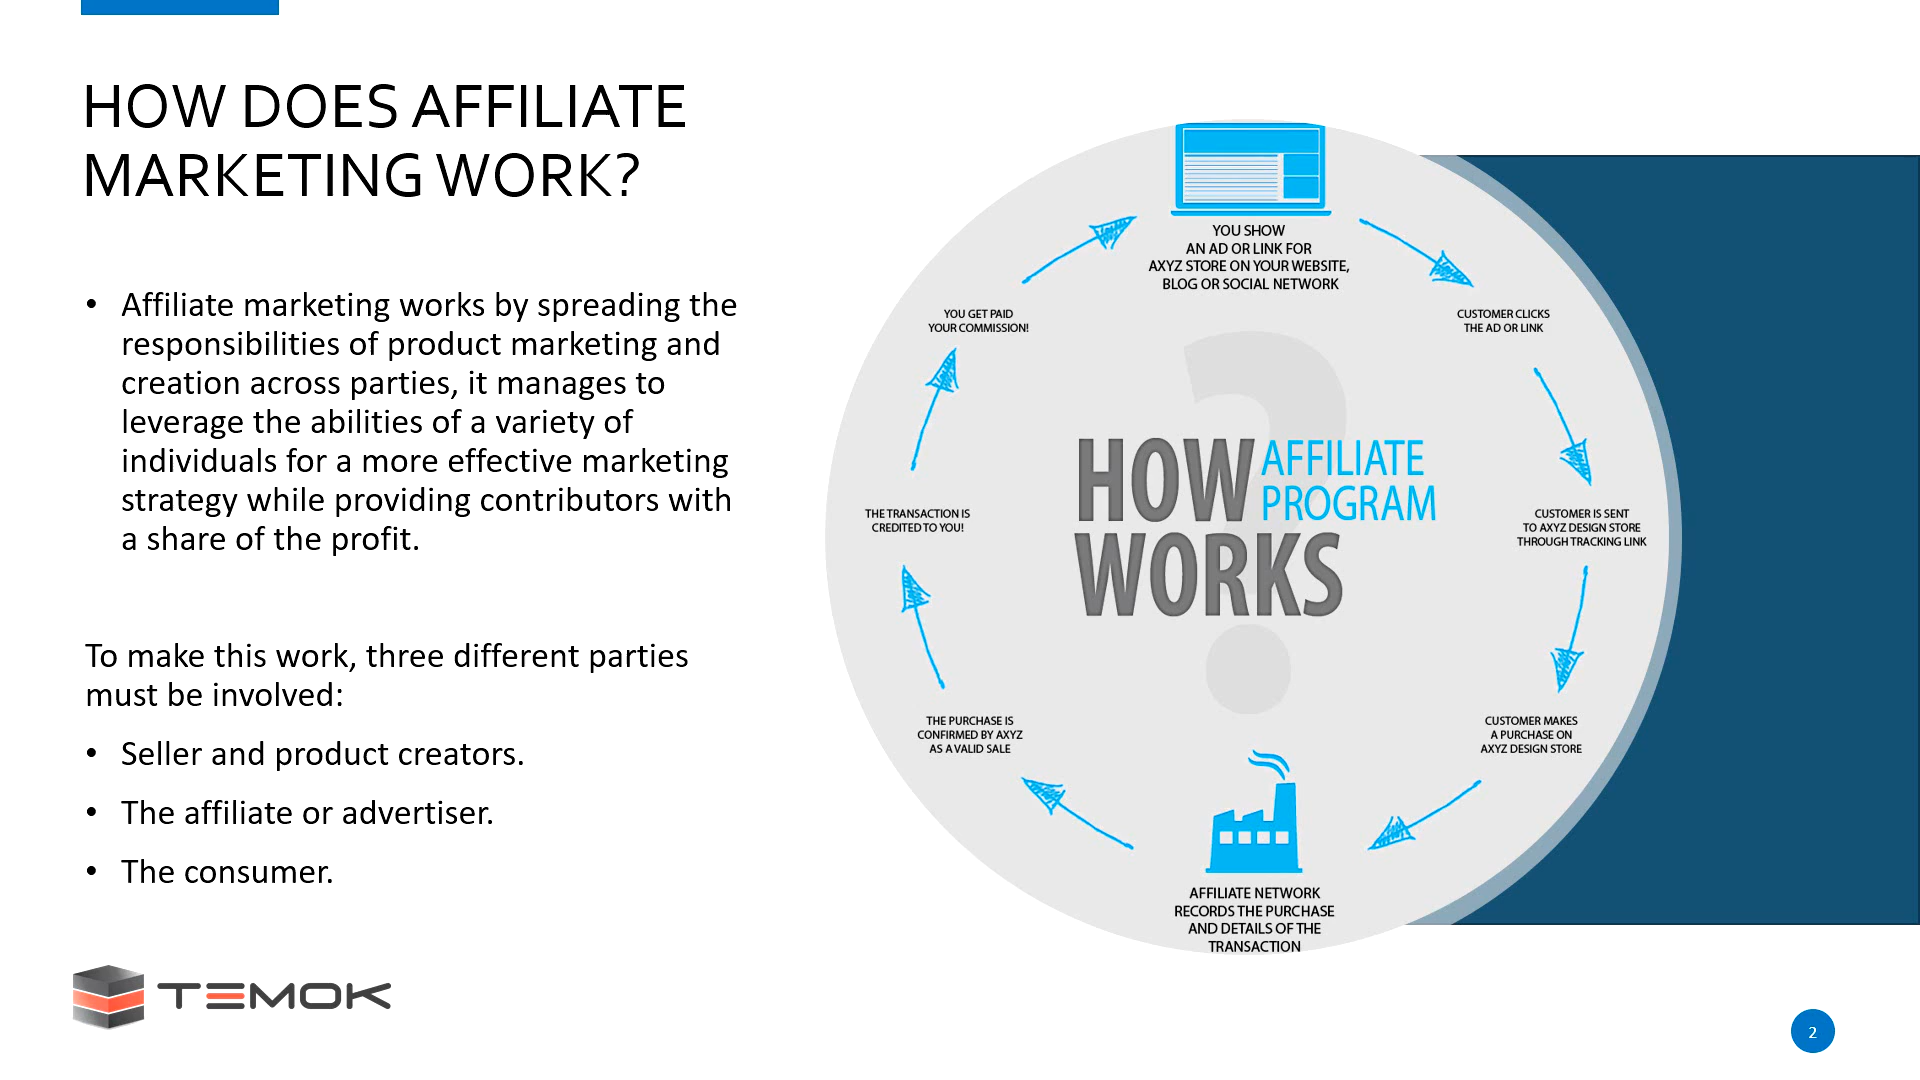 HOW DOES AFFILIATE
MARKETING WORK?
• Affiliate marketing works by spreading the
responsibilities of product marketing and
creation across parties, it manages to
leverage the abilities of a variety of
individuals for a more effective marketing
strategy while providing contributors with
a share of the profit.
To make this work, three different parties
must be involved:
• Seller and product creators.
• The affiliate or advertiser.
• The consumer.
TEMOK
YOU SHOW
AN AD OR LINK FOR
AXYZ STORE ON YOUR WEBSITE,
BLOG OR SOCIAL NETWORK
CUSTOMER CLICKS
THE AD OR LINK
CUSTOMER IS SENT
TO AXYZ DESIGN STORE
THROUGH TRACKING LINK
CUSTOMER MAKES
A PURCHASE ON
AXYZ DESIGN STORE
AFFILIATE NETWORK
RECORDS THE PURCHASE
AND DETAILS OF THE
TRANSACTION
THE PURCHASE IS
CONFIRMED BY AXYZ
AS A VALID SALE
THE TRANSACTION IS
CREDITED TO YOU!
YOU GET PAID
YOUR COMMISSION!
?
HOW AFFILIATE
PROGRAM
WORKS
2